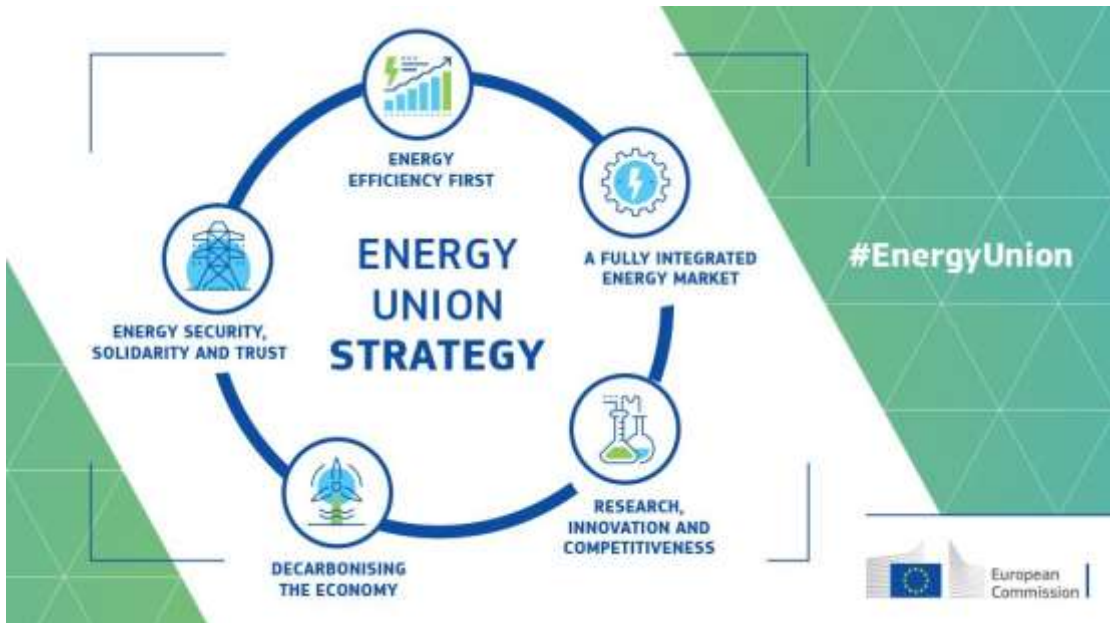 ENERGY
EFFICIENCY FIRST
A FULLY INTEGRATED
ENERGY MARKET
ENERGY
UNION
STRATEGY
#EnergyUnion
ENERGY SECURITY,
SOLIDARITY AND TRUST
RESEARCH,
INNOVATION AND
COMPETITIVENESS
DECARBONISING
THE ECONOMY
European
Commission